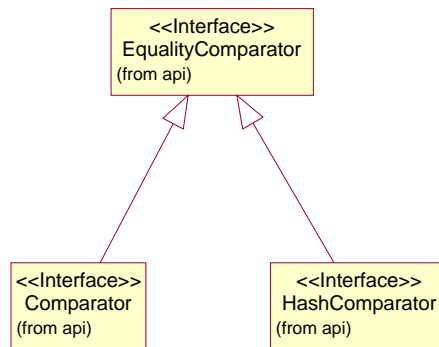 <<Interface>>
EqualityComparator
(from api)
<<Interface>>
Comparator
(from api)
<<Interface>>
HashComparator
(from api)